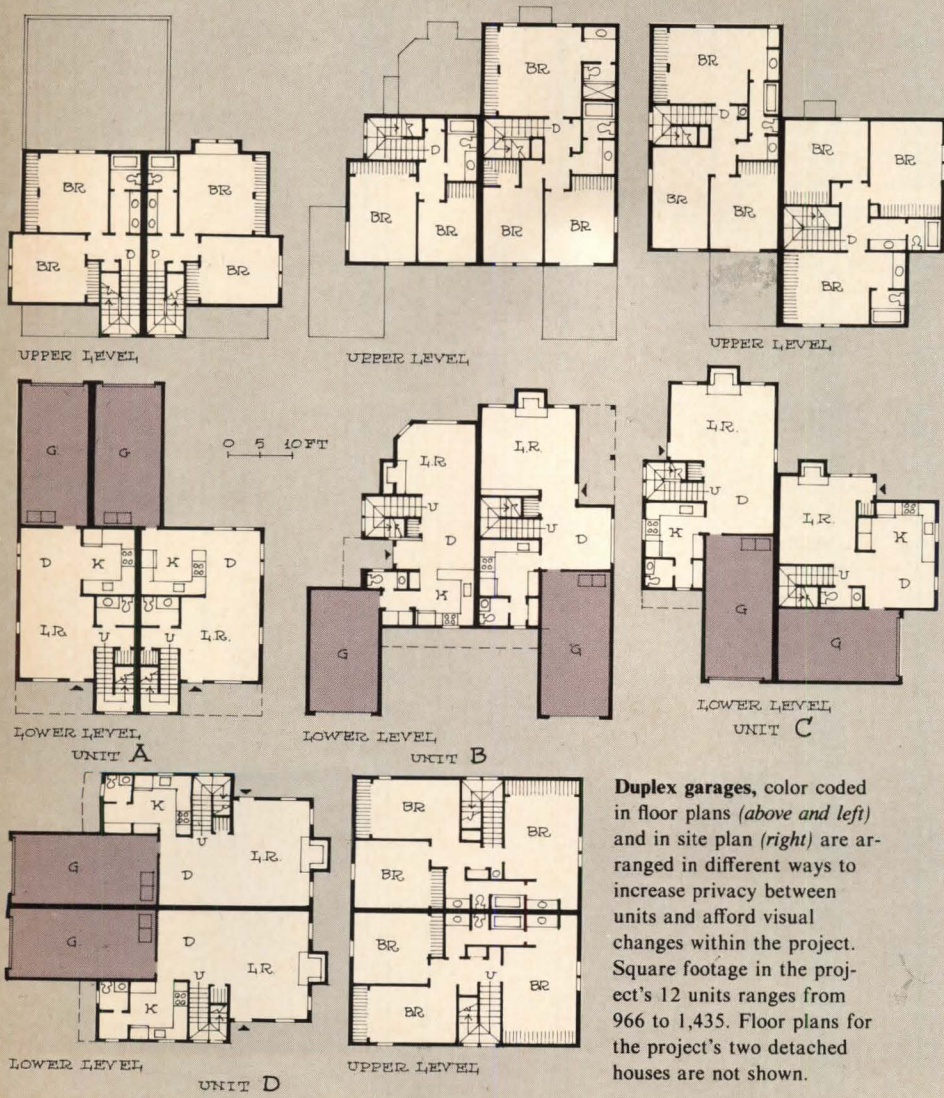 BR
BR
D
D
BR
BR
UPPER LEVEL
BR
D
D
BR
BR
BR
BR
UPPER LEVEL
BR
D
BR
BR
BR
BR
D
BR
UPPER LEVEL
G.
G
0 5 10FT
D
K
K
D
L.R.
U
U
L.R.
LOWER LEVEL
UNIT A
L.R.
L.R.
U
U
D
D
K
G
G
LOWER LEVEL
UNIT B
L.R.
U
D
K
G
L.R.
K
U
D
G
LOWER LEVEL
UNIT C
K
U
L.R.
G
D
G.
D
L.R.
U
K
LOWER LEVEL
UNIT D
BR
BR
BR
BR
U
BR
BR
UPPER LEVEL
Duplex garages, color coded
in floor plans (above and left)
and in site plan (right) are ar-
ranged in different ways to
increase privacy between
units and afford visual
changes within the project.
Square footage in the proj-
ect's 12 units ranges from
966 to 1,435. Floor plans for
the project's two detached
houses are not shown.